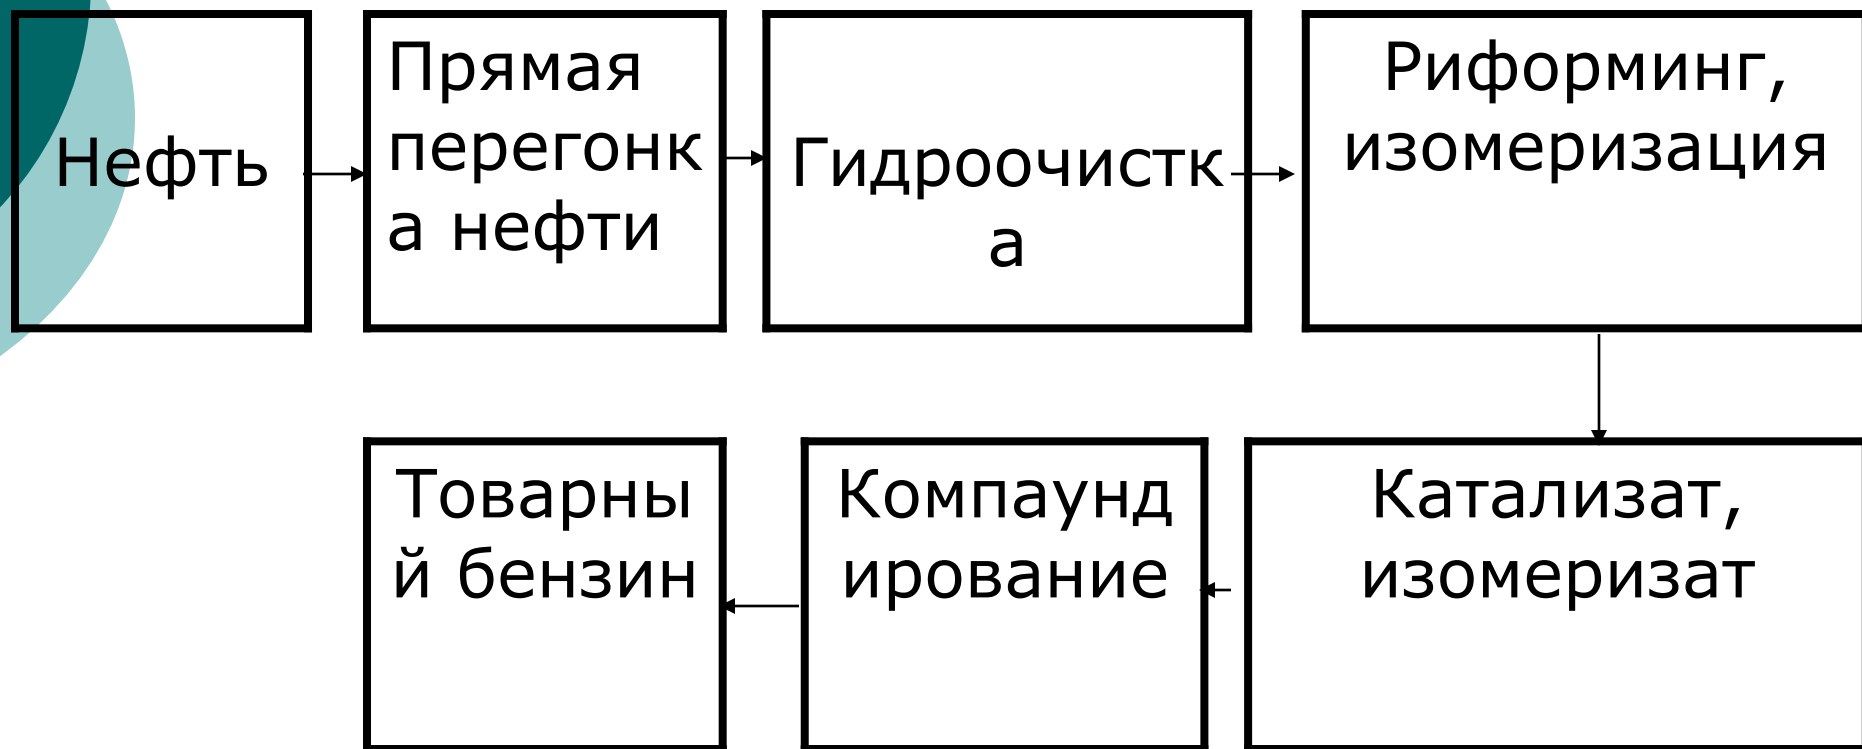 Нефть
Прямая
перегонк
а нефти
Гидроочистк
а
Риформинг,
изомеризация
Товарны
й бензин
Компаунд
ирование
Катализат,
изомеризат